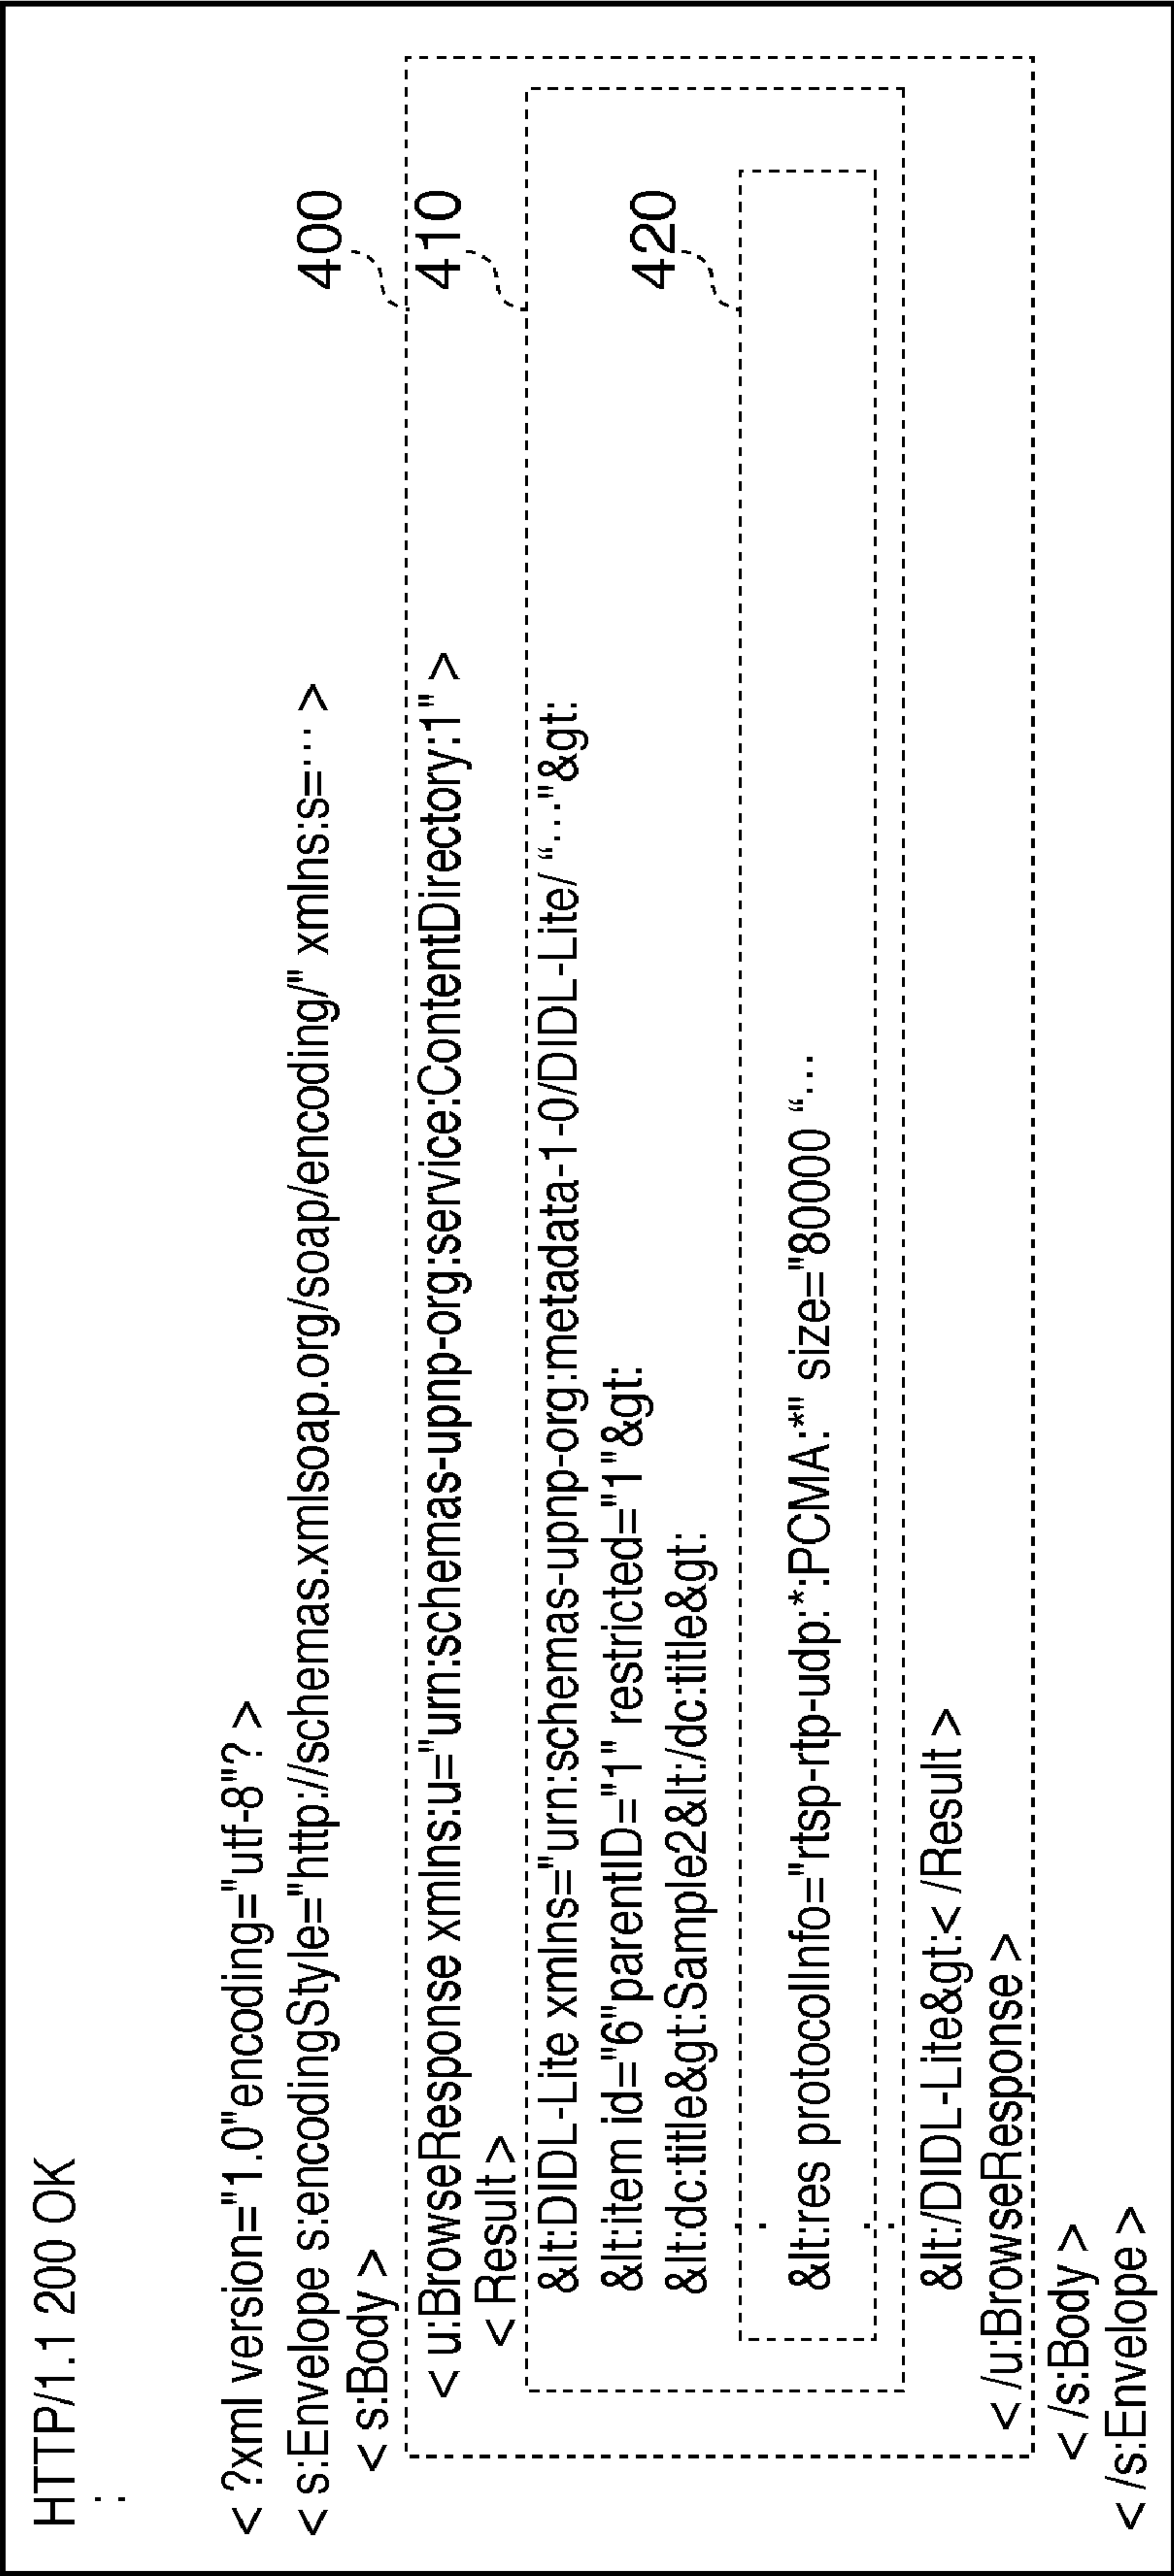 HTTP/1.1 200 OK
:
< ?xml version="1.0"encoding="utf-8"? >
< s:Envelope s:encodingStyle="http://schemas.xmlsoap.org/soap/encoding/" xmlns:s=··· >
< s:Body >
400
< u:BrowseResponse xmlns:u="urn:schemas-upnp-org:service:ContentDirectory:1" >
410
< Result >
&lt:DIDL-Lite xmlns="urn:schemas-upnp-org:metadata-1-0/DIDL-Lite/ “···"&gt:
&lt:item id="6"parentID="1" restricted="1"&gt:
&lt:dc:title&gt:Sample2&lt:/dc:title&gt:
420
:
&lt:res protocolInfo="rtsp-rtp-udp:*:PCMA:*" size="80000 “···
:
&lt:/DIDL-Lite&gt:< /Result >
< /u:BrowseResponse >
< /s:Body >
< /s:Envelope >